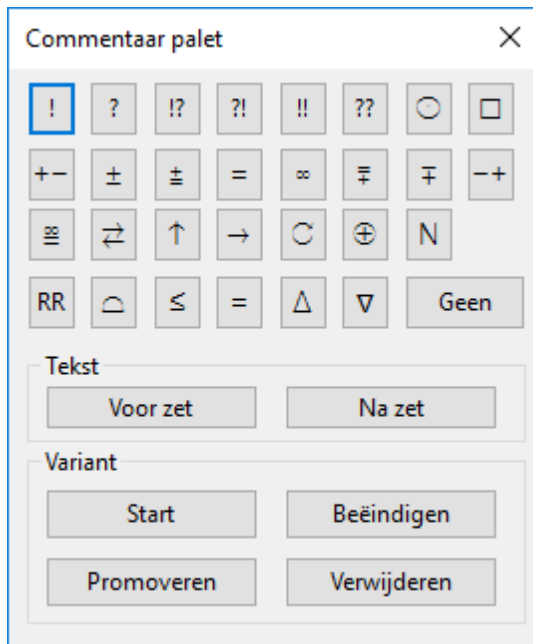 Commentaar palet
! ? !? ?! !! ?? ⊙ □
+− ± ⩲ = ∞ ⩱ ∓ −+
⇄ ↑ → ⊕ N
RR ⌓ ≤ = ∆ ∇ Geen
Tekst
Voor zet Na zet
Variant
Start Beëindigen
Promoveren Verwijderen